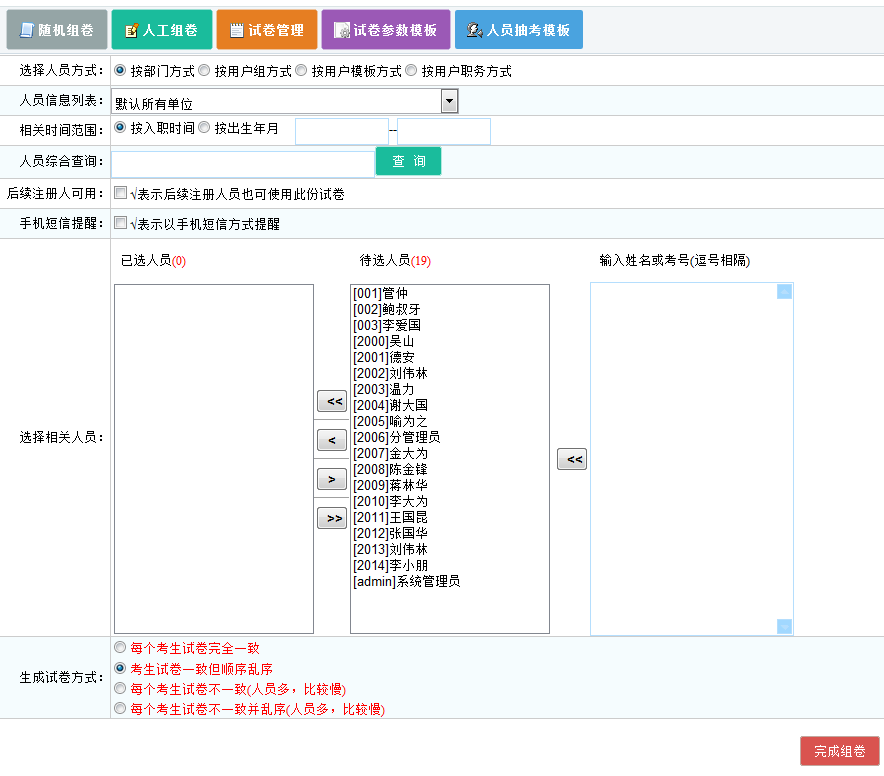 随机组卷 人工组卷 试卷管理 试卷参数模板 人员抽考模板
选择人员方式： 按部门方式 按用户组方式 按用户模板方式 按用户职务方式
人员信息列表： 默认所有单位
相关时间范围： 按入职时间 按出生年月 --
人员综合查询： 查 询
后续注册人可用： √表示后续注册人员也可使用此份试卷
手机短信提醒： √表示以手机短信方式提醒
已选人员(0) 待选人员(19) 输入姓名或考号(逗号相隔)
[001]管仲
[002]鲍叔牙
[003]李爱国
[2000]吴山
[2001]德安
[2002]刘伟林
[2003]温力
[2004]谢大国
[2005]喻为之
[2006]分管理员
[2007]金大为
[2008]陈金锋
[2009]蒋林华
[2010]李大为
[2011]王国昆
[2012]张国华
[2013]刘伟林
[2014]李小朋
[admin]系统管理员
<<
<
>
>>
<<
选择相关人员：
生成试卷方式：
每个考生试卷完全一致
考生试卷一致但顺序乱序
每个考生试卷不一致(人员多，比较慢)
每个考生试卷不一致并乱序(人员多，比较慢)
完成组卷